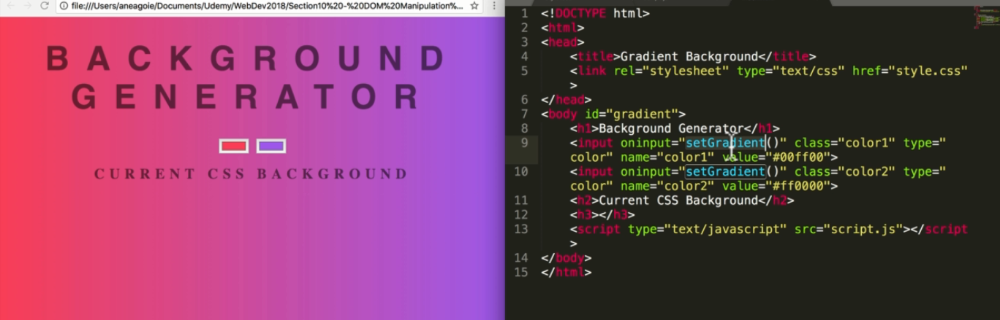 file:///Users/aneagoie/Documents/Udemy/WebDev2018/Section10%20-%20DOM%20Manipulation%...
BACKGROUND
GENERATOR
CURRENT CSS BACKGROUND
1 <!DOCTYPE html>
2 <html>
3 <head>
4 <title>Gradient Background</title>
5 <link rel="stylesheet" type="text/css" href="style.css"
>
6 </head>
7 <body id="gradient">
8 <h1>Background Generator</h1>
9 <input oninput="setGradient()" class="color1" type="
color" name="color1" value="#00ff00">
10 <input oninput="setGradient()" class="color2" type="
color" name="color2" value="#ff0000">
11 <h2>Current CSS Background</h2>
12 <h3></h3>
13 <script type="text/javascript" src="script.js"></script
>
14 </body>
15 </html>